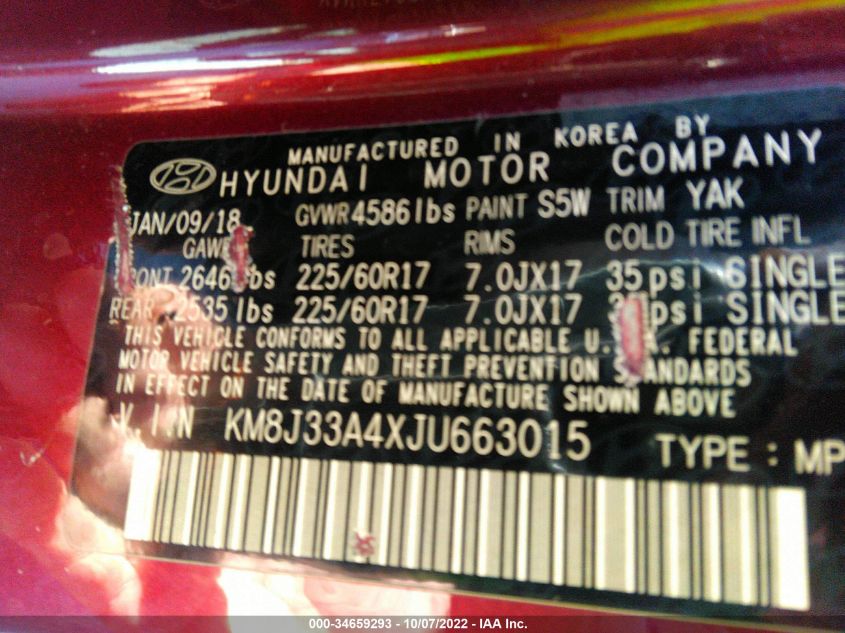 MANUFACTURED IN KOREA BY
HYUNDAI MOTOR COMPANY
JAN/09/18 GVWR 4586lbs PAINT S5W TRIM YAK
TIRES RIMS COLD TIRE INFL
2646 lbs 225/60R17 7.0JX17 35psi SINGLE
REAR 2535 lbs 225/60R17 7.0JX17 psi SINGLE
THIS VEHICLE CONFORMS TO ALL APPLICABLE FEDERAL
MOTOR VEHICLE SAFETY AND THEFT PREVENTION STANDARDS
IN EFFECT ON THE DATE OF MANUFACTURE SHOWN ABOVE
V.I.N KM8J33A4XJU663015 TYPE : MP
000-34659293 - 10/07/2022 - IAA Inc.